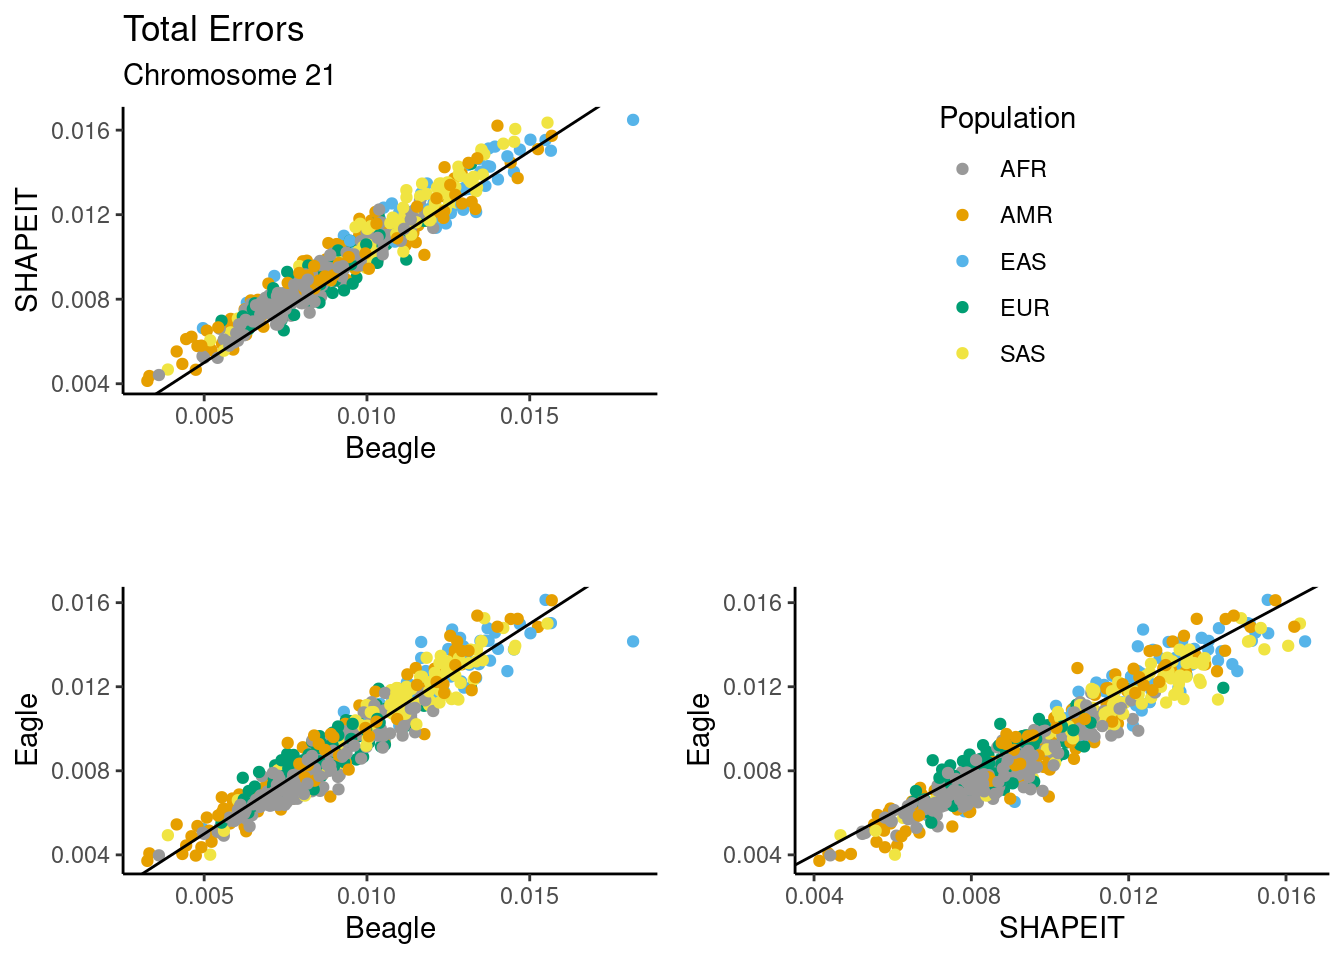 Total Errors
Chromosome 21
SHAPEIT
0.016
0.012
0.008
0.004
0.005 0.010 0.015
Beagle
Population
AFR
AMR
EAS
EUR
SAS
Eagle
0.016
0.012
0.008
0.004
0.005 0.010 0.015
Beagle
Eagle
0.016
0.012
0.008
0.004
0.004 0.008 0.012 0.016
SHAPEIT